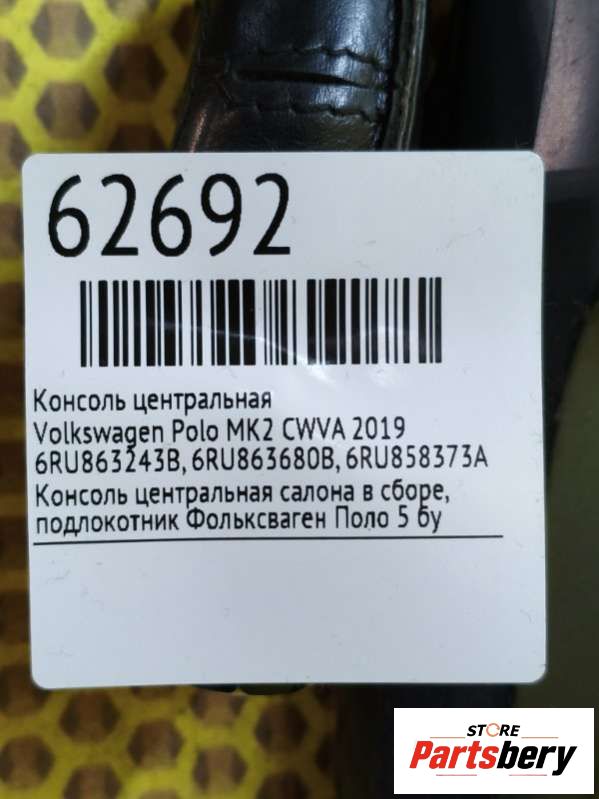 62692
Консоль центральная
Volkswagen Polo MK2 CWVA 2019
6RU863243B, 6RU863680B, 6RU858373A
Консоль центральная салона в сборе,
подлокотник Фольксваген Поло 5 бу
STORE
Partsbery